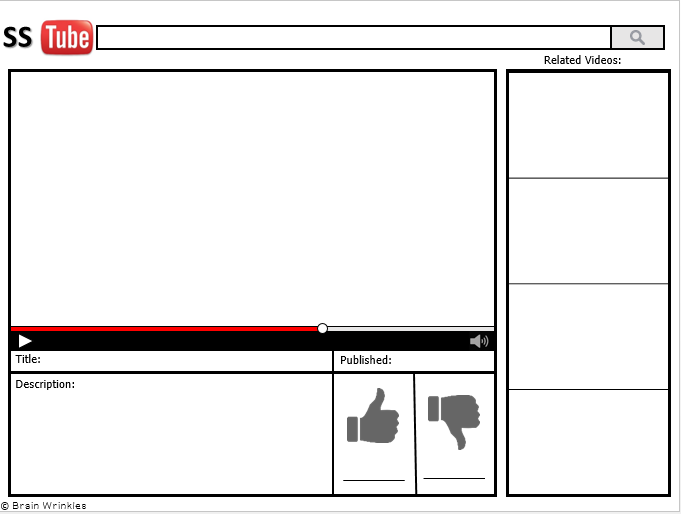 SS Tube
Related Videos:
Title:
Published:
Description:
© Brain Wrinkles